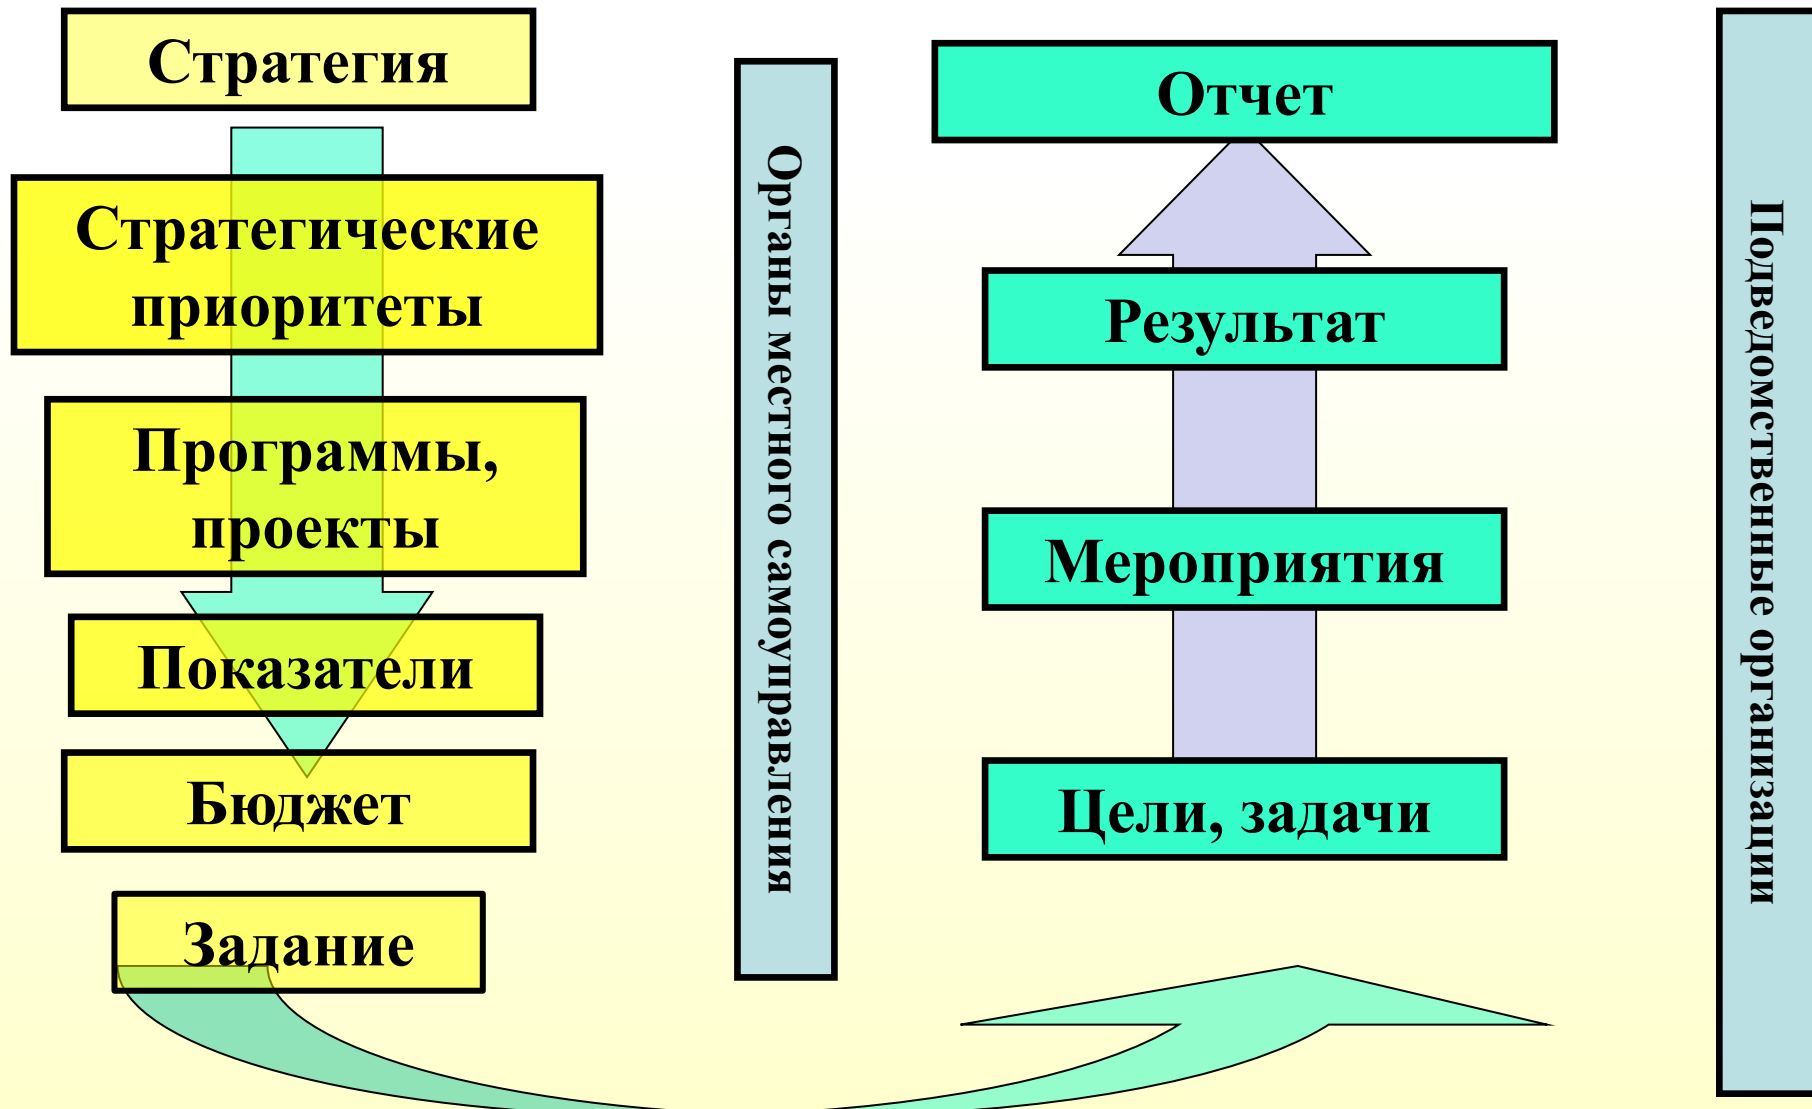 Стратегия
Стратегические
приоритеты
Программы,
проекты
Показатели
Бюджет
Задание
Органы местного самоуправления
Отчет
Результат
Мероприятия
Цели, задачи
Подведомственные организации